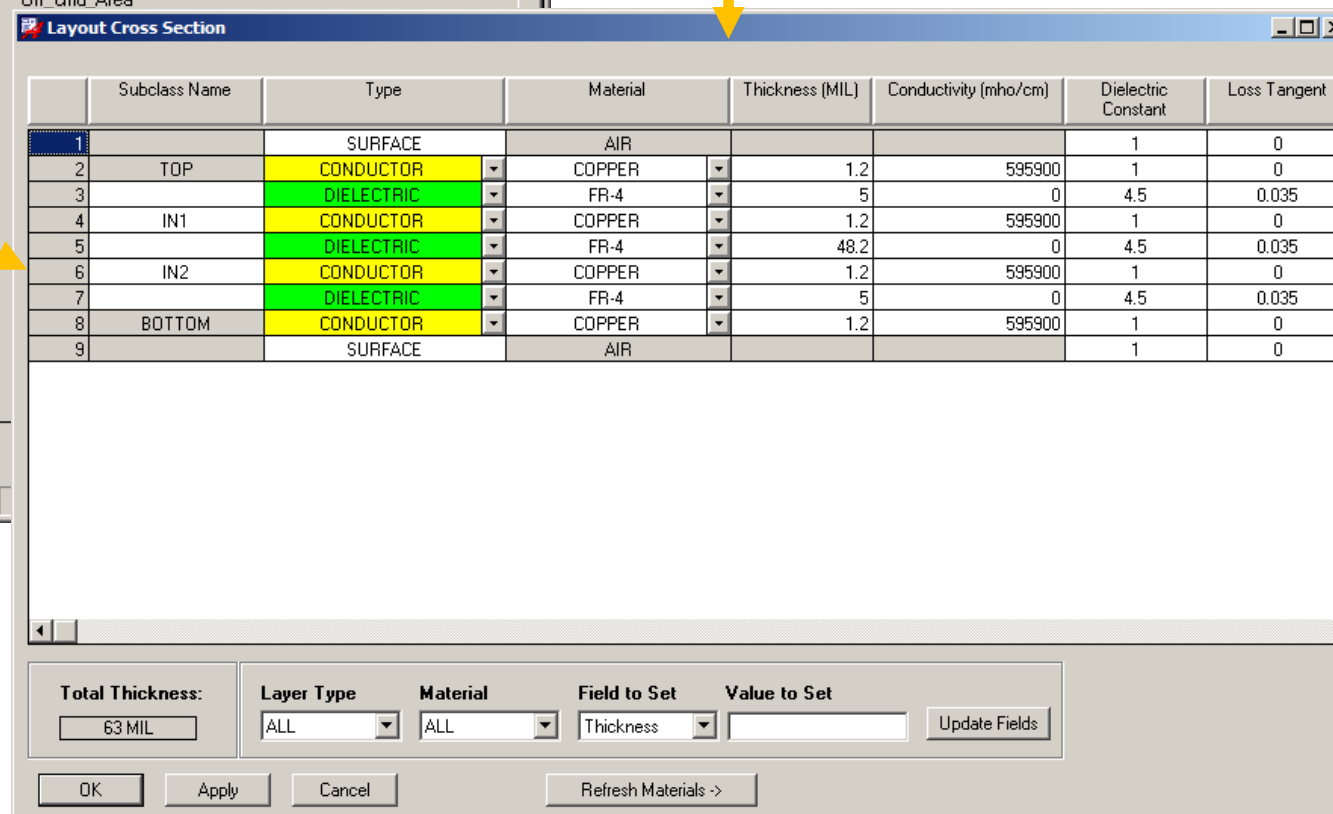 Layout Cross Section
Subclass Name Type Material Thickness (MIL) Conductivity (mho/cm) Dielectric Constant Loss Tangent
1 SURFACE AIR 1 0
2 TOP CONDUCTOR COPPER 1.2 595900 1 0
3 DIELECTRIC FR-4 5 0 4.5 0.035
4 IN1 CONDUCTOR COPPER 1.2 595900 1 0
5 DIELECTRIC FR-4 48.2 0 4.5 0.035
6 IN2 CONDUCTOR COPPER 1.2 595900 1 0
7 DIELECTRIC FR-4 5 0 4.5 0.035
8 BOTTOM CONDUCTOR COPPER 1.2 595900 1 0
9 SURFACE AIR 1 0
Total Thickness: Layer Type Material Field to Set Value to Set
63 MIL ALL ALL Thickness Update Fields
OK Apply Cancel Refresh Materials ->